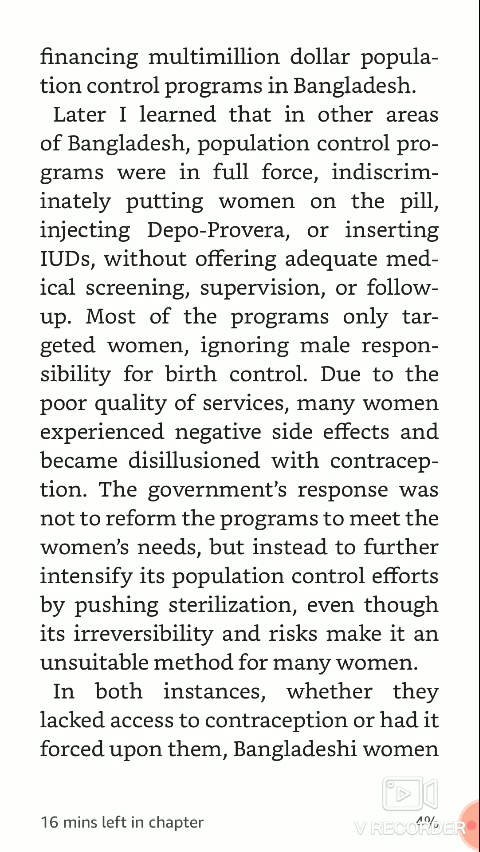 financing multimillion dollar popula-
tion control programs in Bangladesh.
Later I learned that in other areas
of Bangladesh, population control pro-
grams were in full force, indiscrim-
inately putting women on the pill,
injecting Depo-Provera, or inserting
IUDs, without offering adequate med-
ical screening, supervision, or follow-
up. Most of the programs only tar-
geted women, ignoring male respon-
sibility for birth control. Due to the
poor quality of services, many women
experienced negative side effects and
became disillusioned with contracep-
tion. The government’s response was
not to reform the programs to meet the
women’s needs, but instead to further
intensify its population control efforts
by pushing sterilization, even though
its irreversibility and risks make it an
unsuitable method for many women.
In both instances, whether they
lacked access to contraception or had it
forced upon them, Bangladeshi women
16 mins left in chapter 4%
V RECORDER